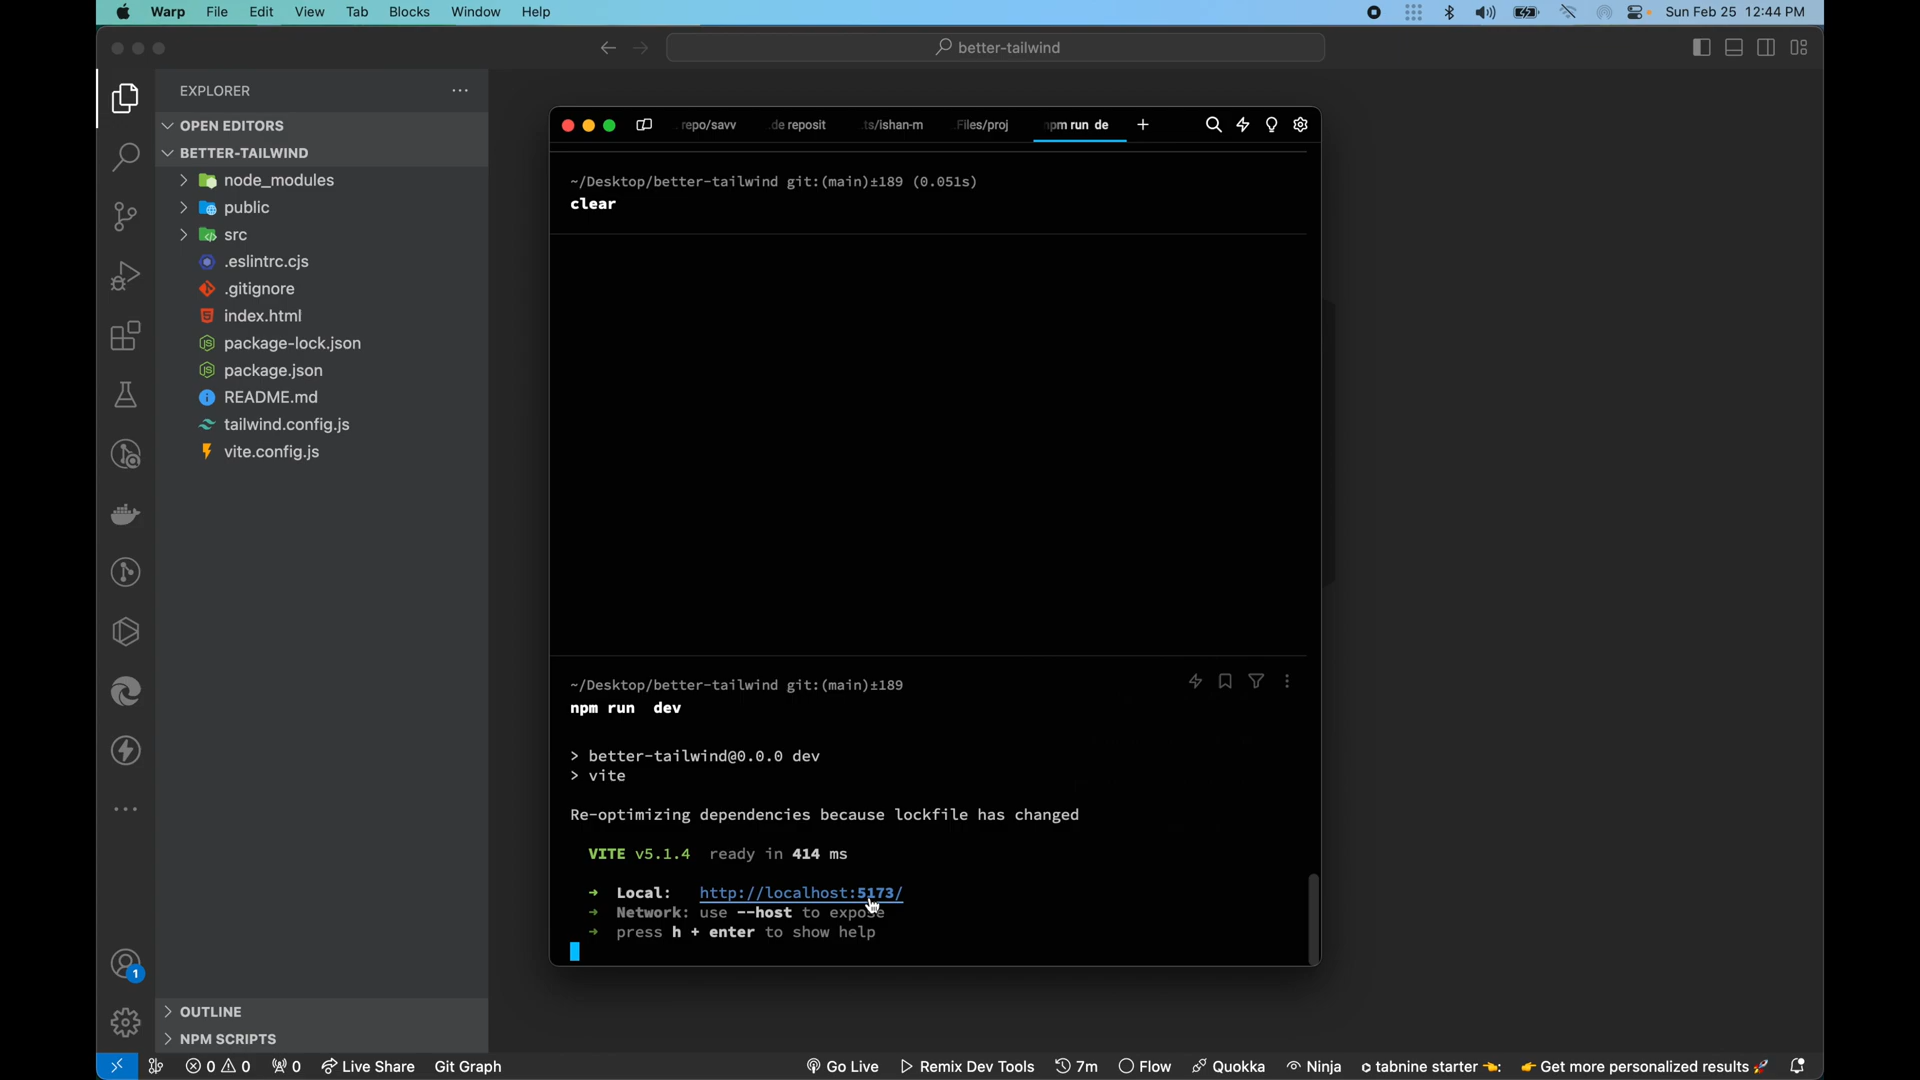 Warp File Edit View Tab Blocks Window Help
Sun Feb 25 12:44 PM
better-tailwind
EXPLORER
OPEN EDITORS
BETTER-TAILWIND
node_modules
public
src
.eslintrc.cjs
.gitignore
index.html
package-lock.json
package.json
README.md
tailwind.config.js
vite.config.js
OUTLINE
NPM SCRIPTS
repo/savv .de reposit ts/ishan-m Files/proj npm run de
~/Desktop/better-tailwind git:(main)±189 (0.051s)
clear
~/Desktop/better-tailwind git:(main)±189
npm run  dev
> better-tailwind@0.0.0 dev
> vite
Re-optimizing dependencies because lockfile has changed
VITE v5.1.4  ready in 414 ms
➜  Local:   http://localhost:5173/
➜  Network: use --host to expose
➜  press h + enter to show help
1
0 0 0 Live Share Git Graph Go Live Remix Dev Tools 7m Flow Quokka Ninja tabnine starter 👈: 👉 Get more personalized results 🚀